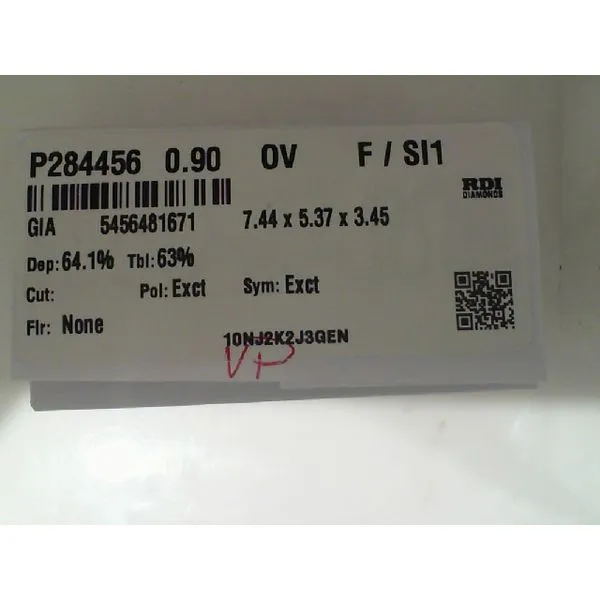 P284456 0.90 OV F / SI1
RDI
DIAMONDS
GIA 5456481671 7.44 x 5.37 x 3.45
Dep: 64.1% Tbl: 63%
Cut: Pol: Exct Sym: Exct
Flr: None
10NJ2K2J3GEN
VP